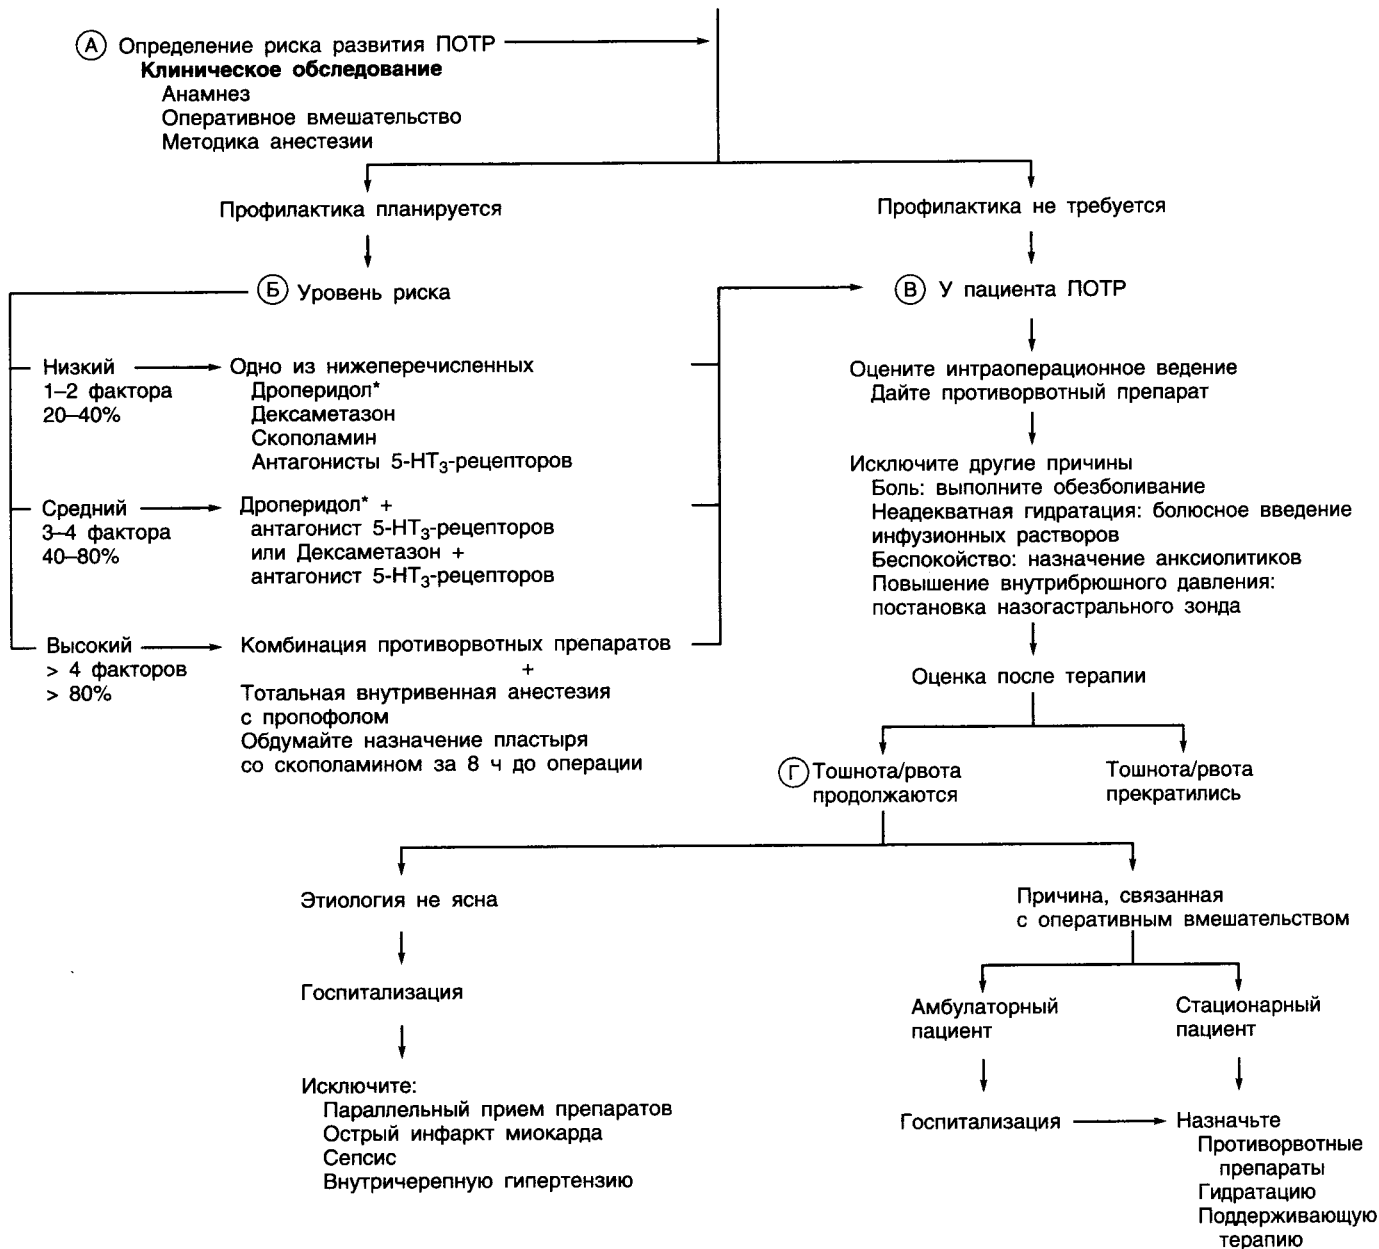 А Определение риска развития ПОТР
Клиническое обследование
Анамнез
Оперативное вмешательство
Методика анестезии
Профилактика планируется
Профилактика не требуется
Б Уровень риска
Низкий
1–2 фактора
20–40%
Одно из нижеперечисленных
Дроперидол*
Дексаметазон
Скополамин
Антагонисты 5-HT3-рецепторов
Средний
3–4 фактора
40–80%
Дроперидол* +
антагонист 5-HT3-рецепторов
или Дексаметазон +
антагонист 5-HT3-рецепторов
Высокий
> 4 факторов
> 80%
Комбинация противорвотных препаратов
+
Тотальная внутривенная анестезия
с пропофолом
Обдумайте назначение пластыря
со скополамином за 8 ч до операции
В У пациента ПОТР
Оцените интраоперационное ведение
Дайте противорвотный препарат
Исключите другие причины
Боль: выполните обезболивание
Неадекватная гидратация: болюсное введение
инфузионных растворов
Беспокойство: назначение анксиолитиков
Повышение внутрибрюшного давления:
постановка назогастрального зонда
Оценка после терапии
Г Тошнота/рвота
продолжаются
Тошнота/рвота
прекратились
Этиология не ясна
Госпитализация
Исключите:
Параллельный прием препаратов
Острый инфаркт миокарда
Сепсис
Внутричерепную гипертензию
Причина, связанная
с оперативным вмешательством
Амбулаторный
пациент
Госпитализация
Стационарный
пациент
Назначьте
Противорвотные
препараты
Гидратацию
Поддерживающую
терапию